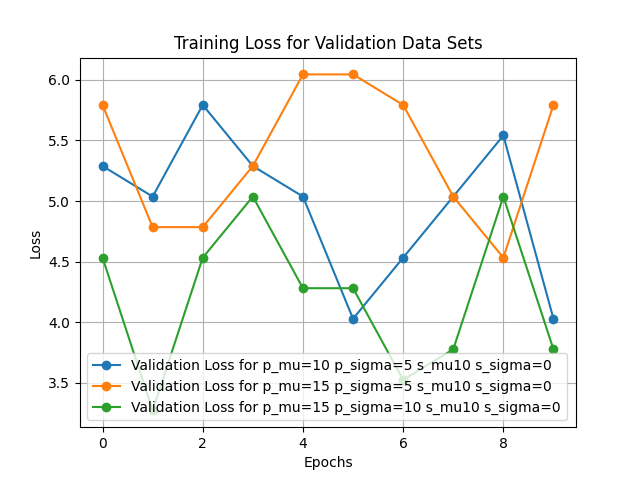 Training Loss for Validation Data Sets
Loss
6.0
5.5
5.0
4.5
4.0
3.5
Validation Loss for p_mu=10 p_sigma=5 s_mu10 s_sigma=0
Validation Loss for p_mu=15 p_sigma=5 s_mu10 s_sigma=0
Validation Loss for p_mu=15 p_sigma=10 s_mu10 s_sigma=0
0 2 4 6 8
Epochs